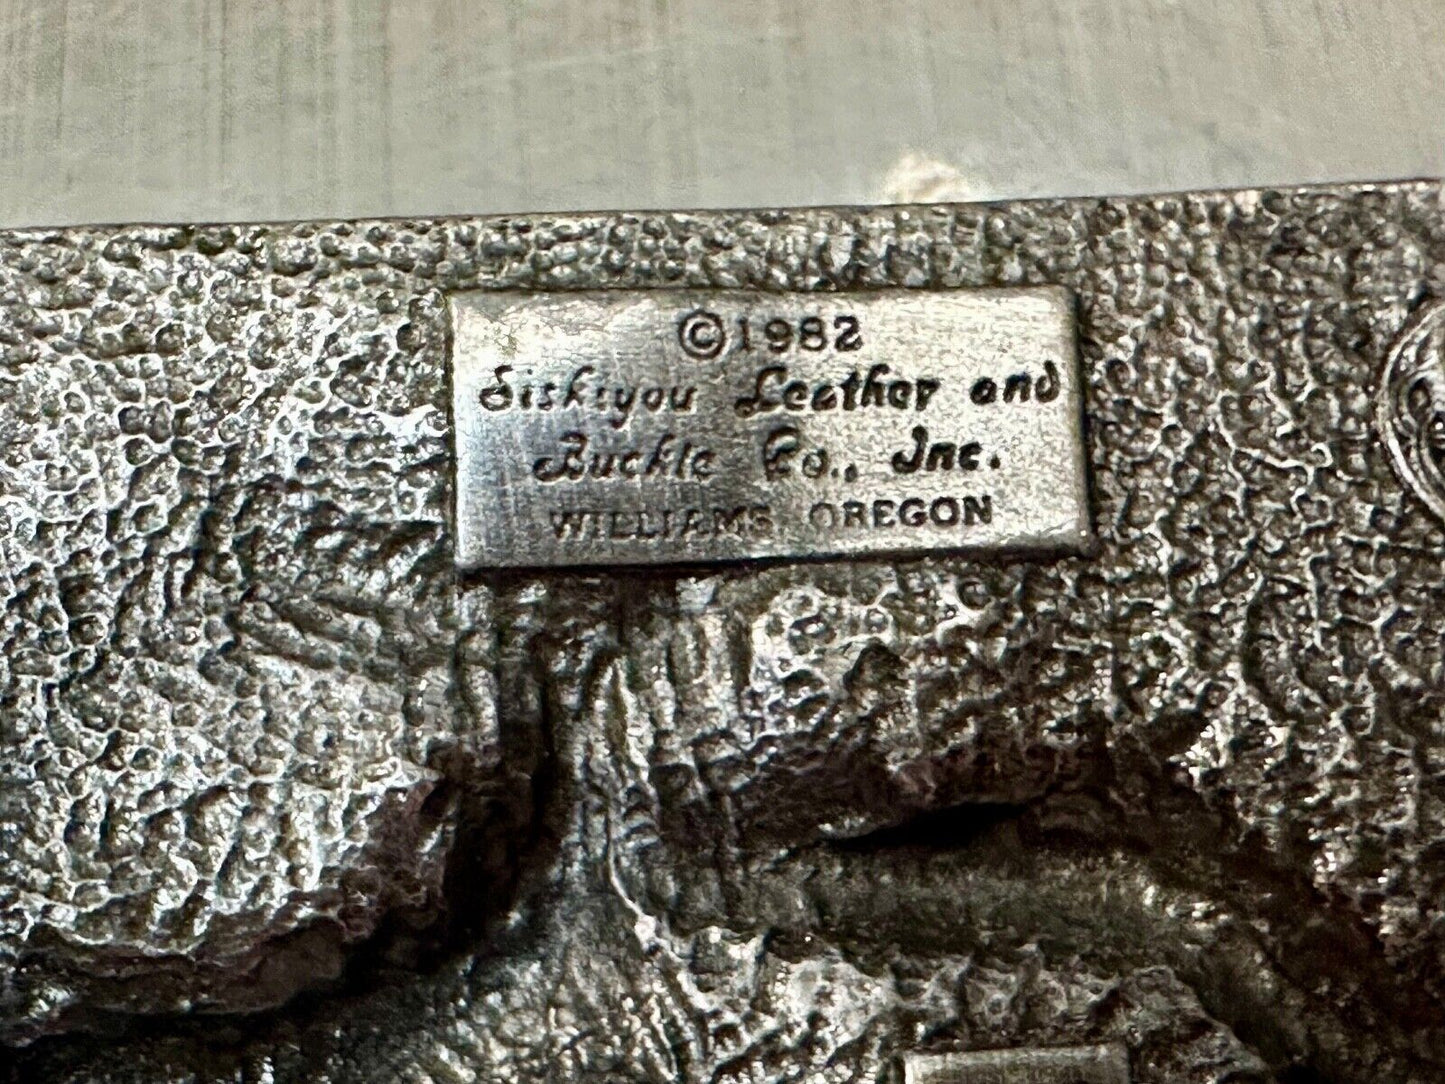 ©1982
Siskiyou Leather and
Buckle Co., Inc.
WILLIAMS, OREGON